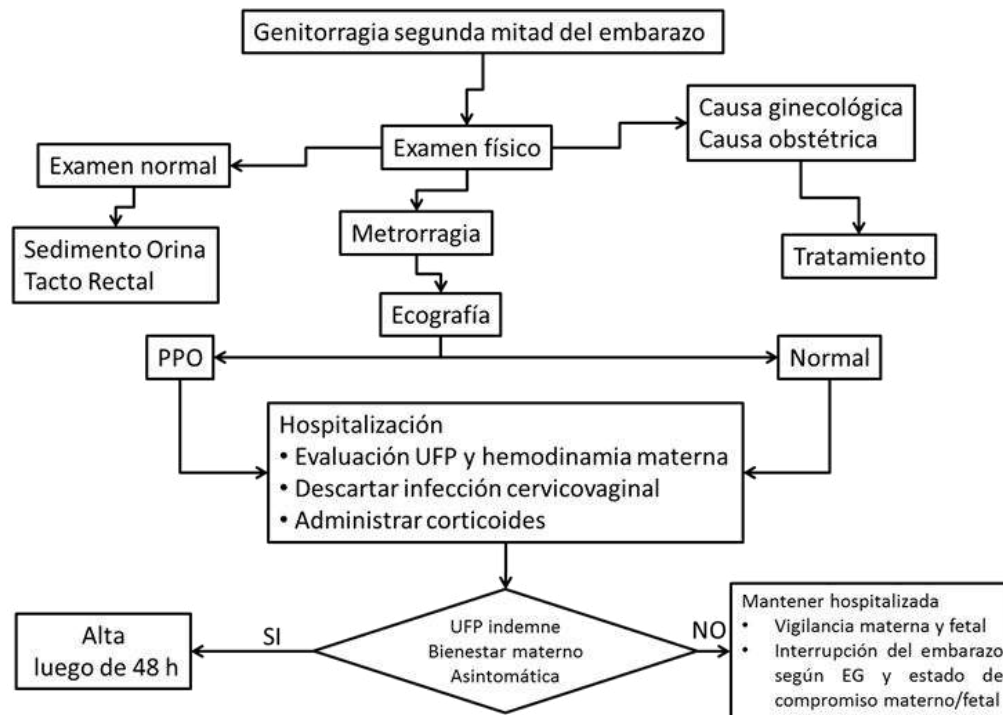 Genitorragia segunda mitad del embarazo
Causa ginecológica
Causa obstétrica
Examen físico
Examen normal
Metrorragia
Sedimento Orina
Tacto Rectal
Tratamiento
Ecografía
PPO
Normal
Hospitalización
• Evaluación UFP y hemodinamia materna
• Descartar infección cervicovaginal
• Administrar corticoides
Alta
luego de 48 h
SI
UFP indemne
Bienestar materno
Asintomática
NO
Mantener hospitalizada
• Vigilancia materna y fetal
• Interrupción del embarazo
según EG y estado de
compromiso materno/fetal